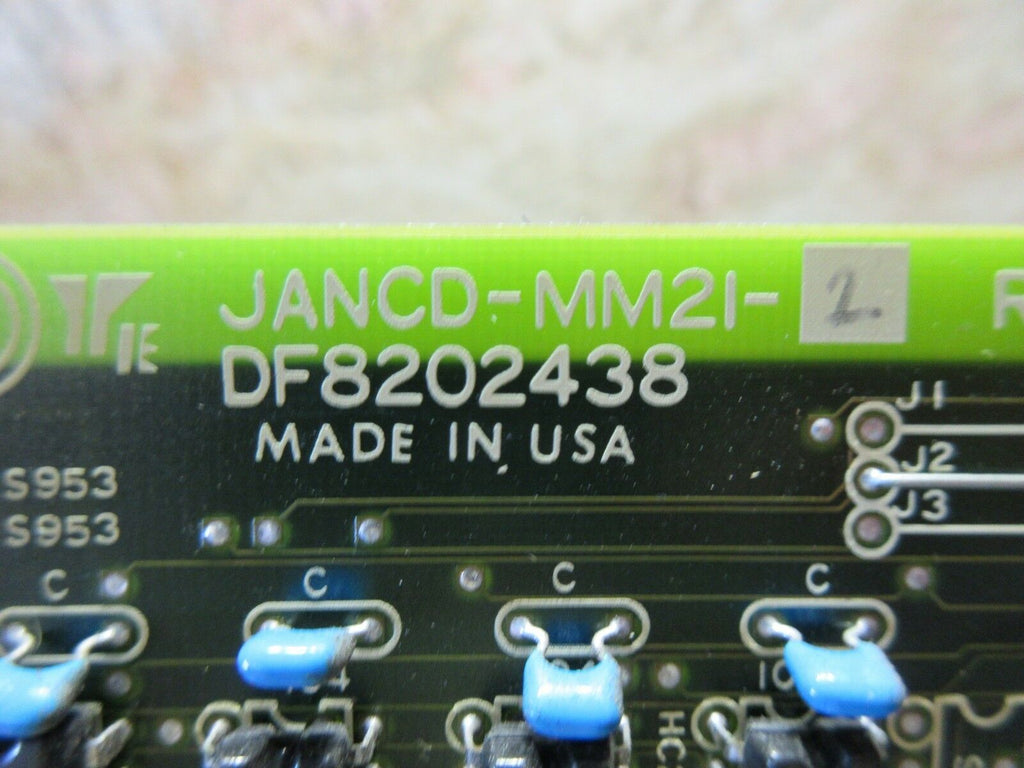 JANCD-MM21-2 R
DF8202438
MADE IN USA
J1
J2
J3
S953
S953
C C C C